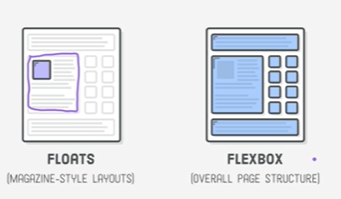 FLOATS
(MAGAZINE-STYLE LAYOUTS)
FLEXBOX
(OVERALL PAGE STRUCTURE)